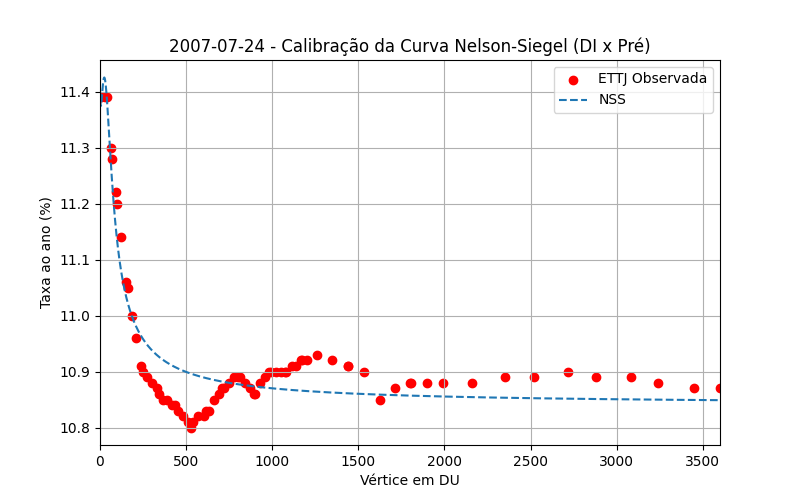 2007-07-24 - Calibração da Curva Nelson-Siegel (DI x Pré)
ETTJ Observada
NSS
Taxa ao ano (%)
11.4
11.3
11.2
11.1
11.0
10.9
10.8
0 500 1000 1500 2000 2500 3000 3500
Vértice em DU